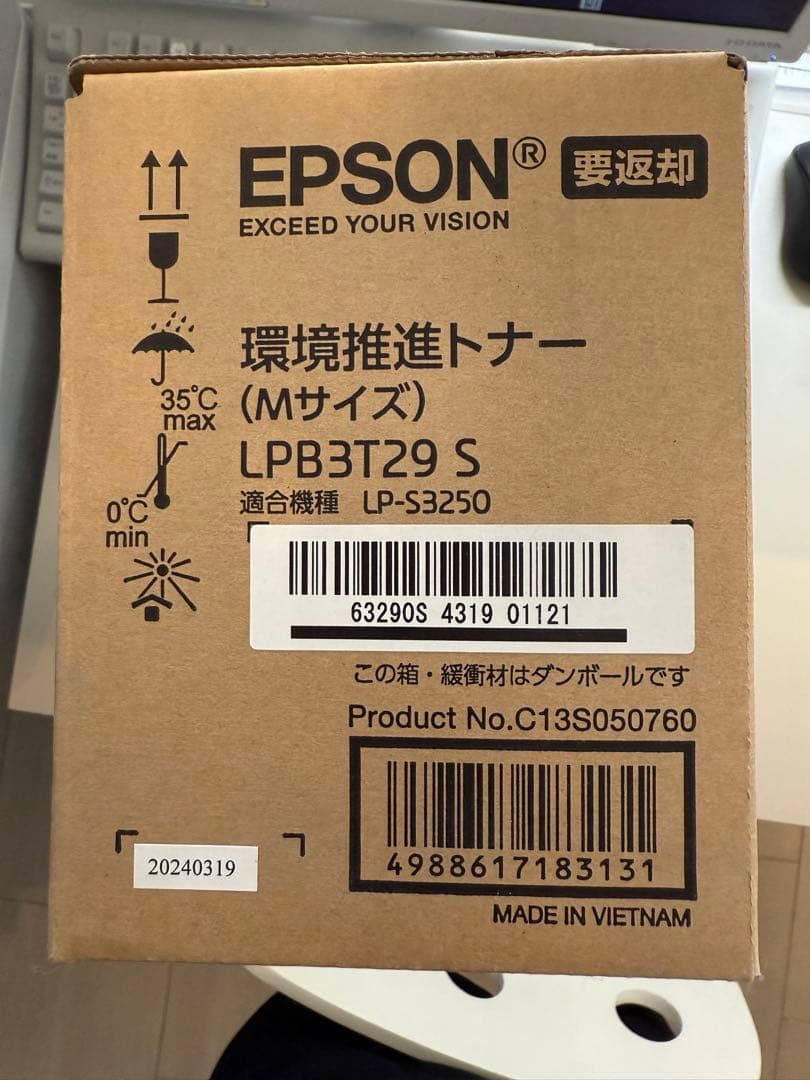 I-O DATA
EPSON® 要返却
EXCEED YOUR VISION
環境推進トナー
(Mサイズ)
LPB3T29 S
適合機種 LP-S3250
35℃
max
0℃
min
63290S 4319 01121
この箱・緩衝材はダンボールです
Product No.C13S050760
4988617183131
20240319
MADE IN VIETNAM